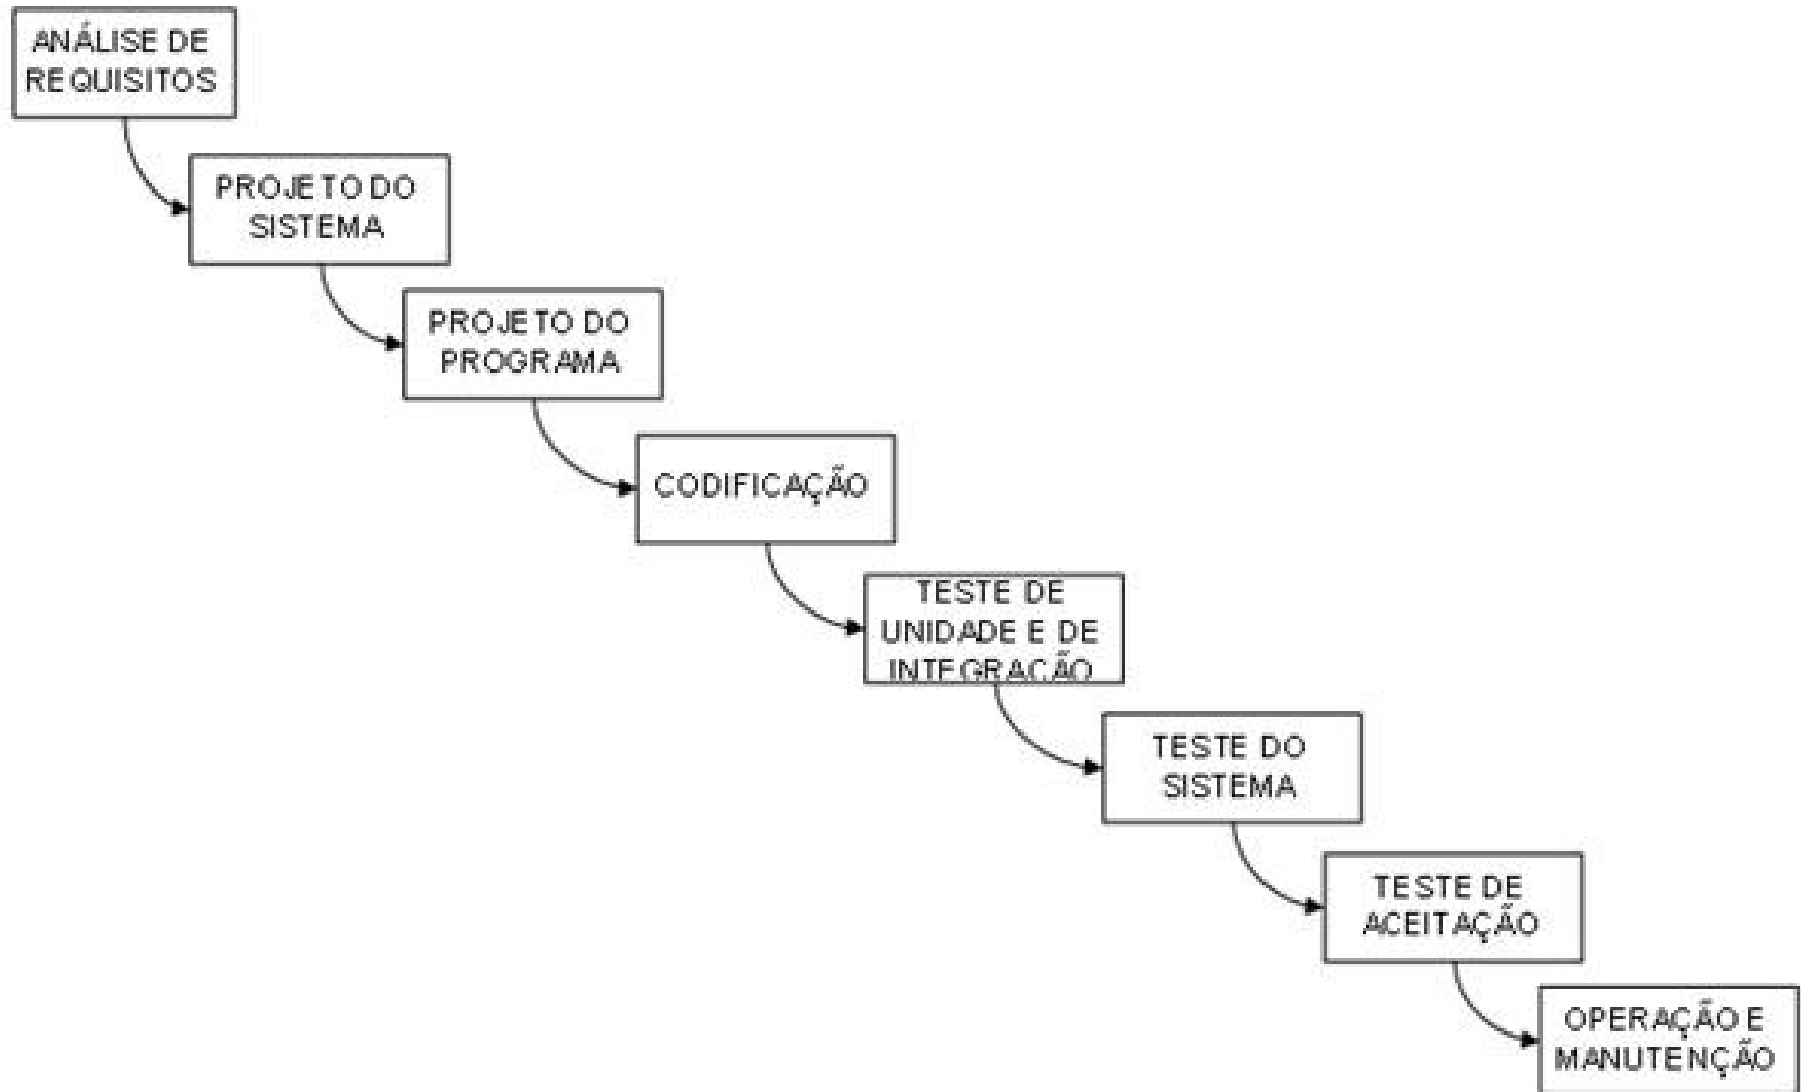 ANÁLISE DE
REQUISITOS
PROJETO DO
SISTEMA
PROJETO DO
PROGRAMA
CODIFICAÇÃO
TESTE DE
UNIDADE E DE
INTEGRAÇÃO
TESTE DO
SISTEMA
TESTE DE
ACEITAÇÃO
OPERAÇÃO E
MANUTENÇÃO